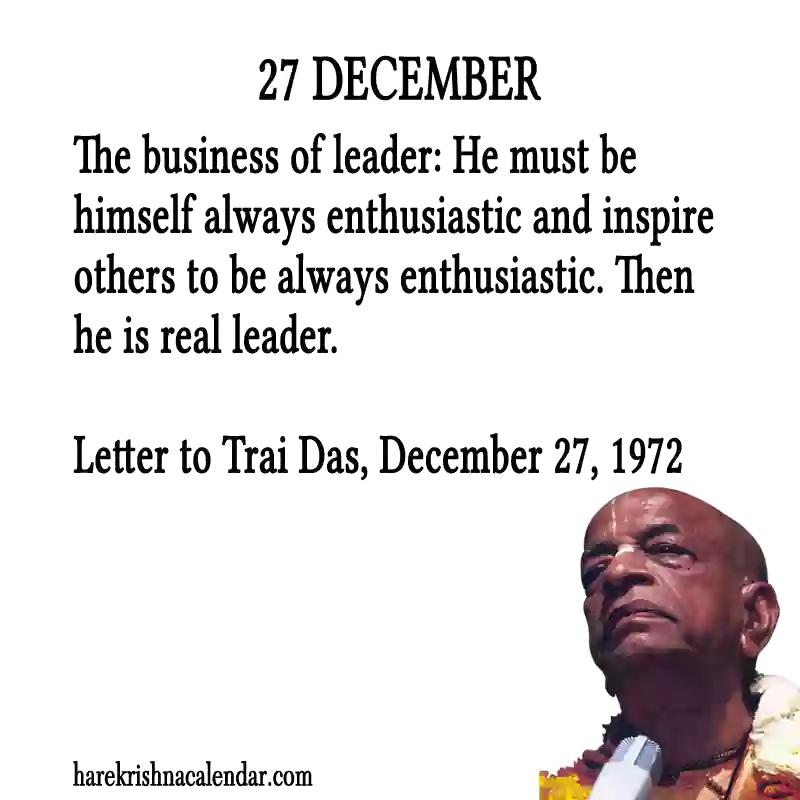 27 DECEMBER
The business of leader: He must be
himself always enthusiastic and inspire
others to be always enthusiastic. Then
he is real leader.
Letter to Trai Das, December 27, 1972
harekrishnacalendar.com